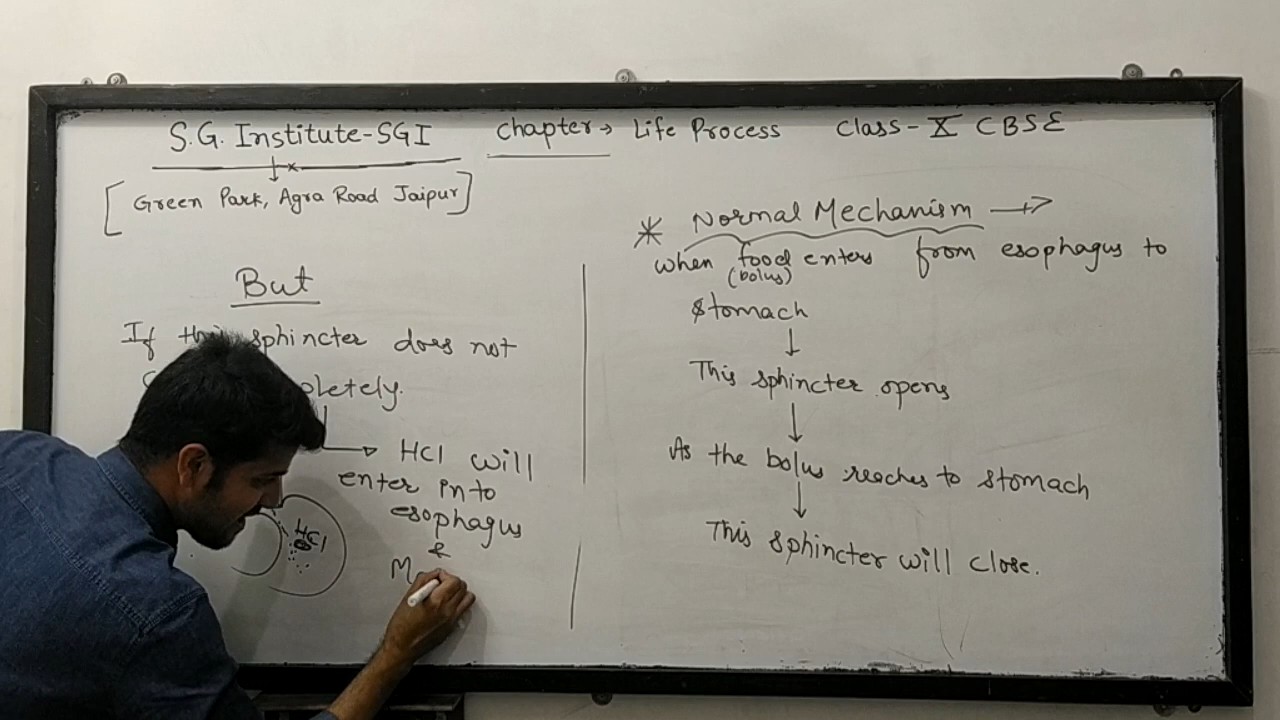 S.G. Institute-SGI Chapter→ Life Process Class-X CBSE
[Green Park, Agra Road Jaipur]
But
If this sphincter does not
pletely.
HCl will
enter into
esophagus
&
M
HCl
* Normal Mechanism →
when food enters from esophagus to
(bolus)
stomach
↓
This sphincter opens
↓
As the bolus reaches to stomach
↓
This sphincter will close.